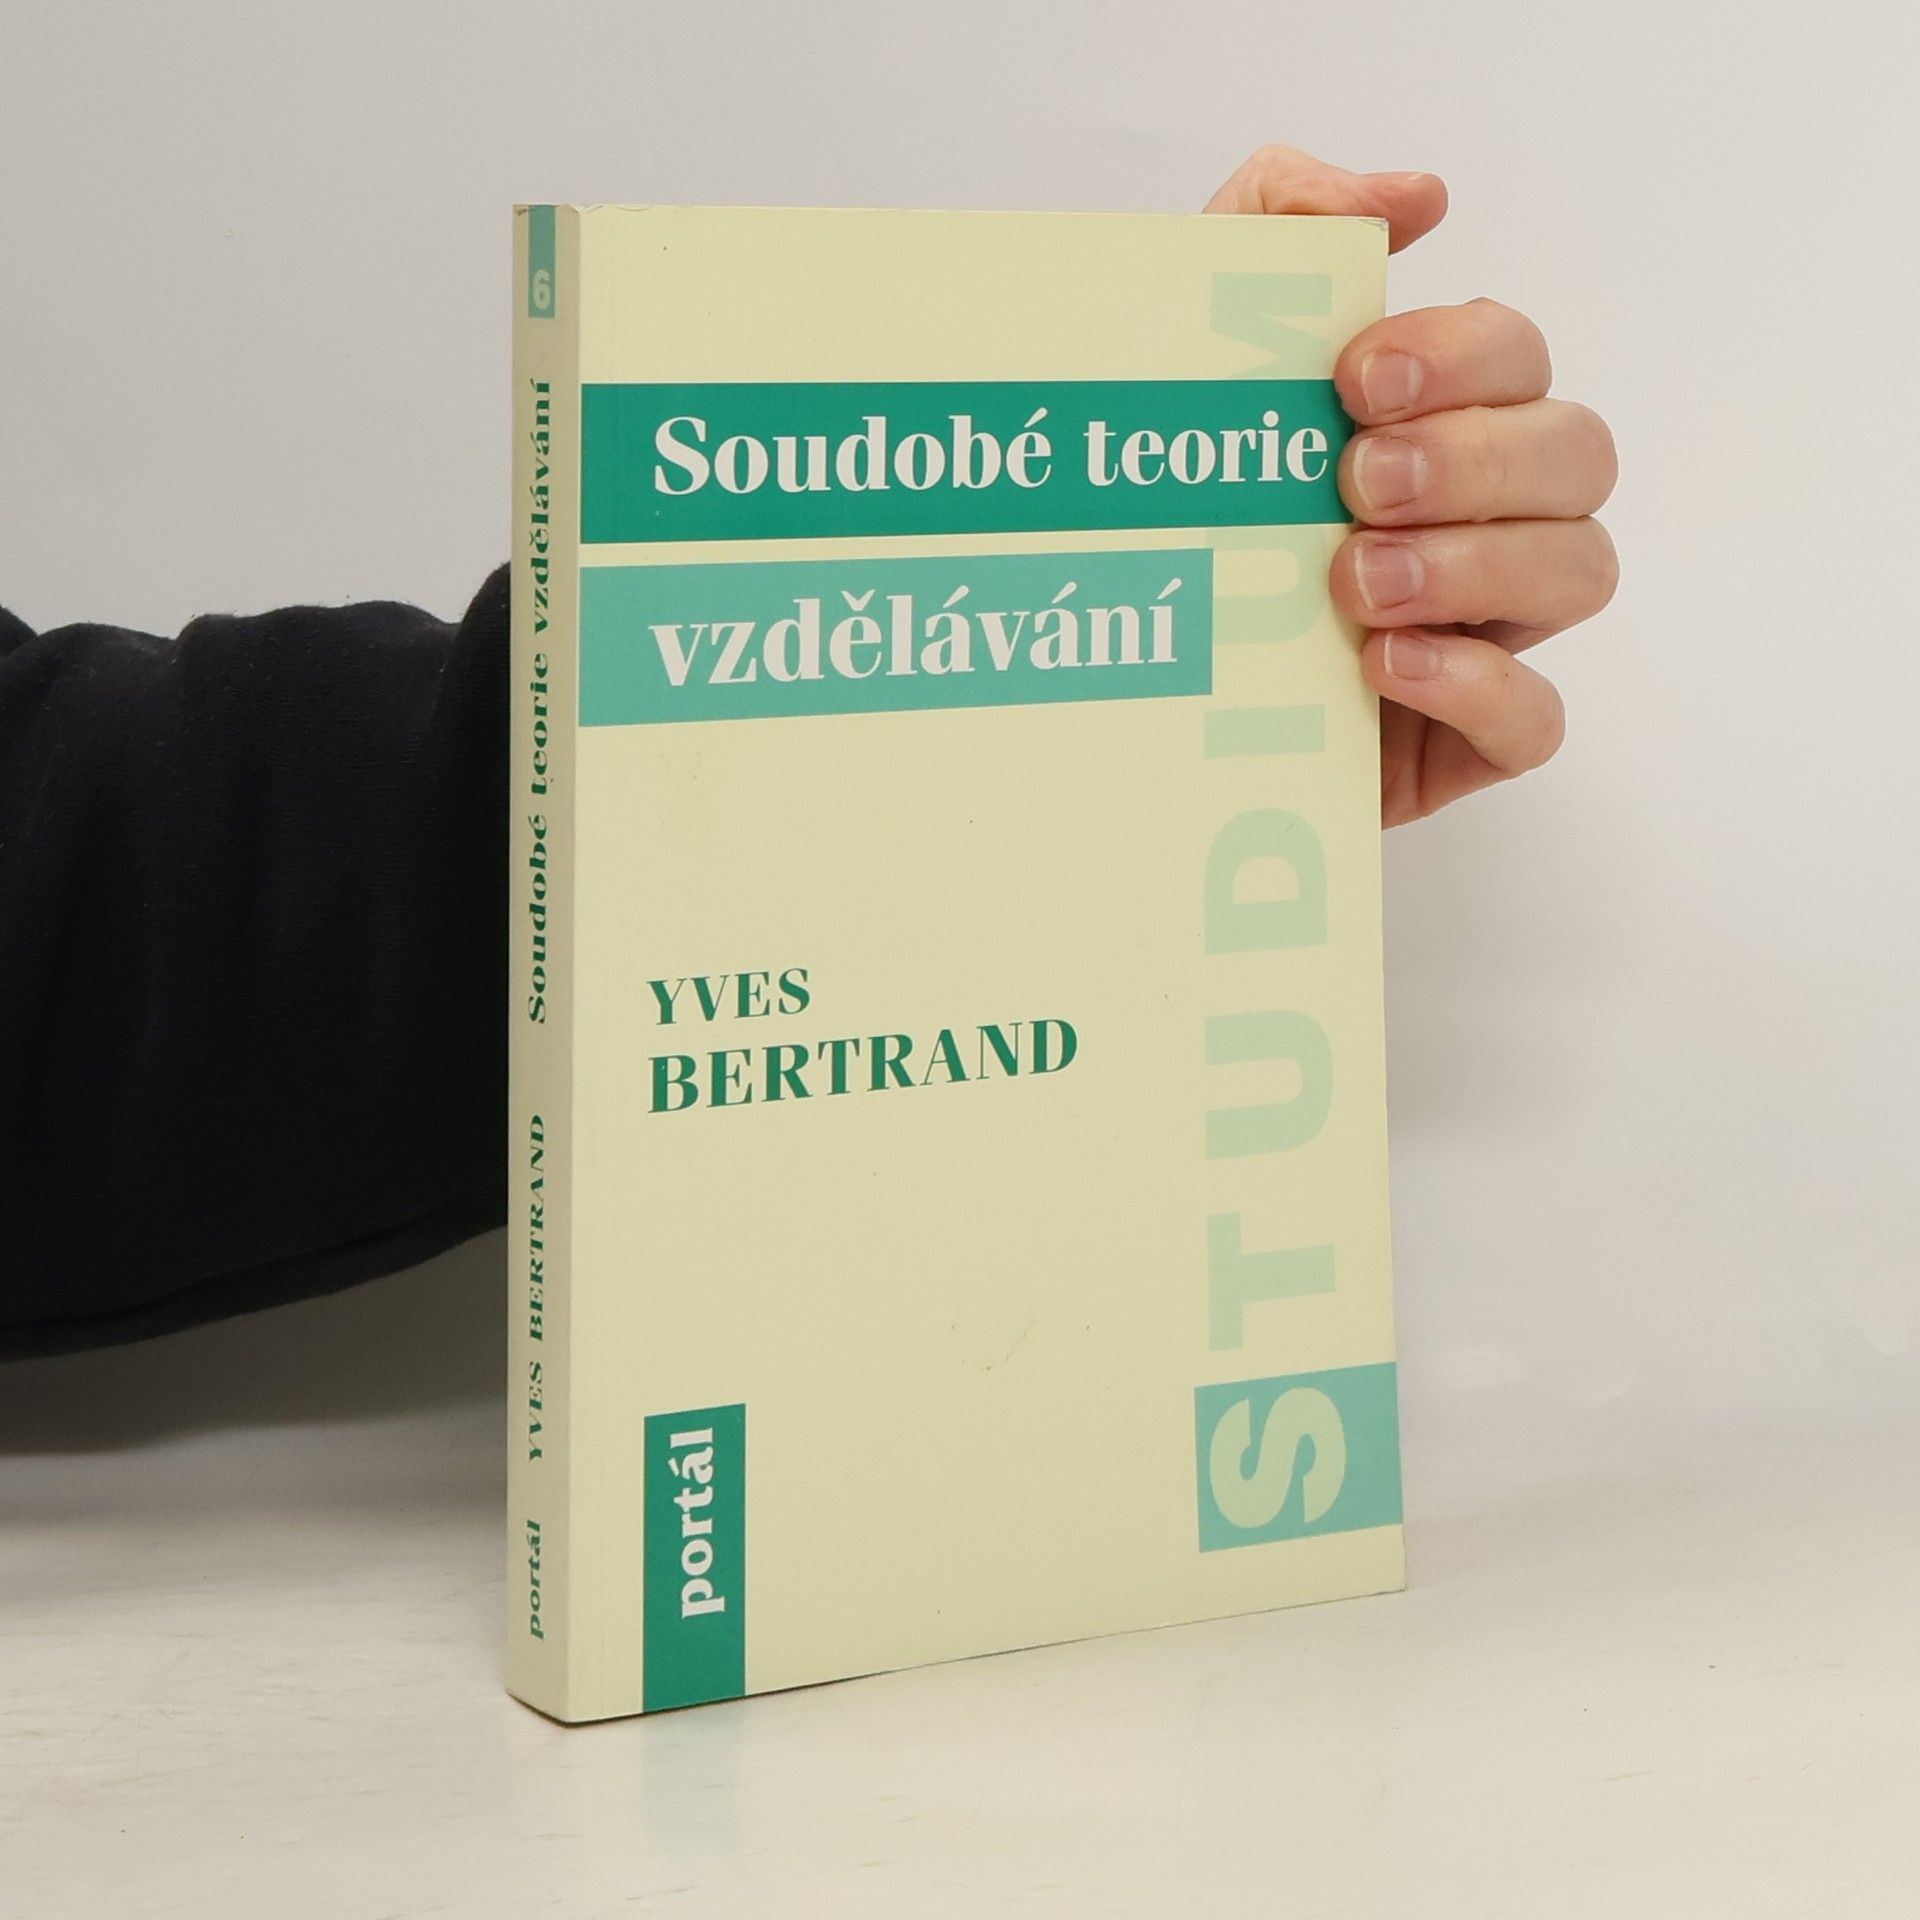 6
Soudobé teorie vzdělávání
YVES BERTRAND
portál
Soudobé teorie
vzdělávání
YVES
BERTRAND
portál
STUDIUM